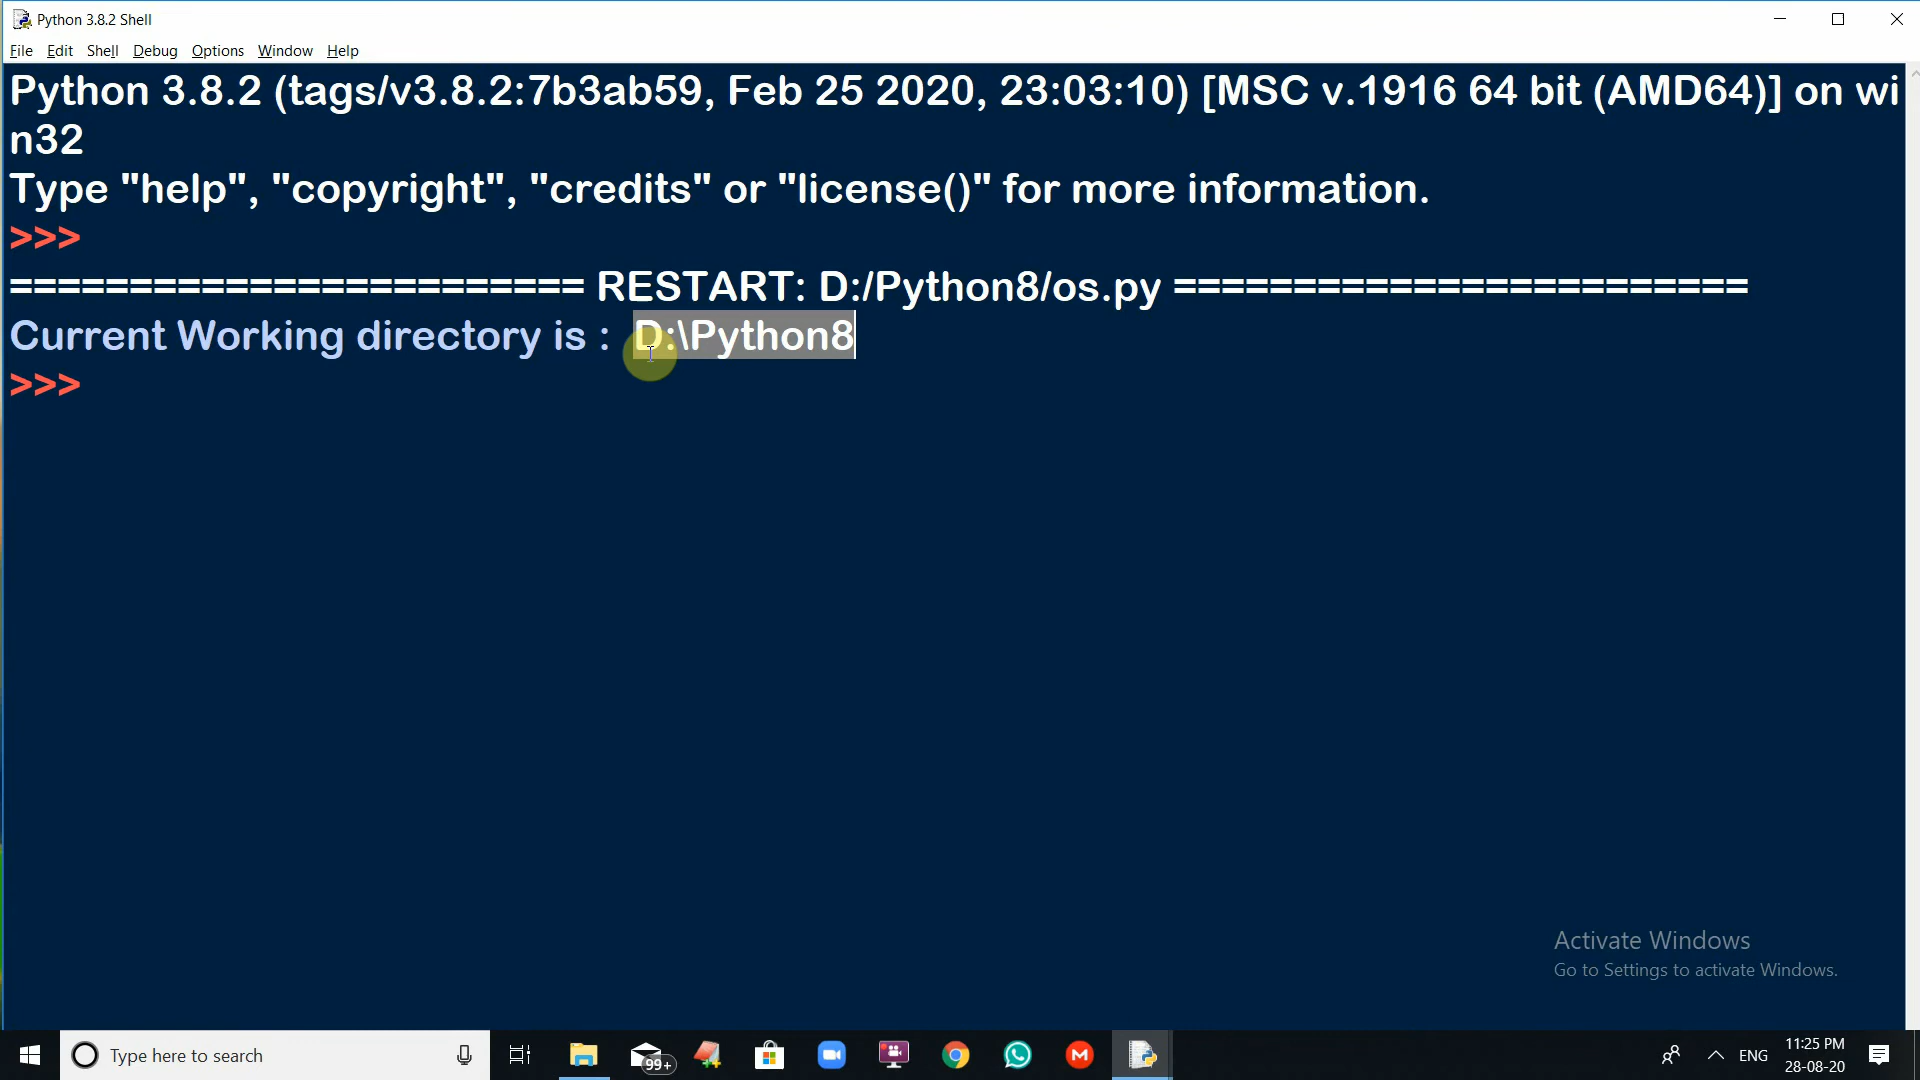 Python 3.8.2 Shell
File Edit Shell Debug Options Window Help
Python 3.8.2 (tags/v3.8.2:7b3ab59, Feb 25 2020, 23:03:10) [MSC v.1916 64 bit (AMD64)] on wi
n32
Type "help", "copyright", "credits" or "license()" for more information.
>>>
======================== RESTART: D:/Python8/os.py ========================
Current Working directory is :  D:\Python8
>>>
Activate Windows
Go to Settings to activate Windows.
Type here to search
99+
ENG
11:25 PM
28-08-20